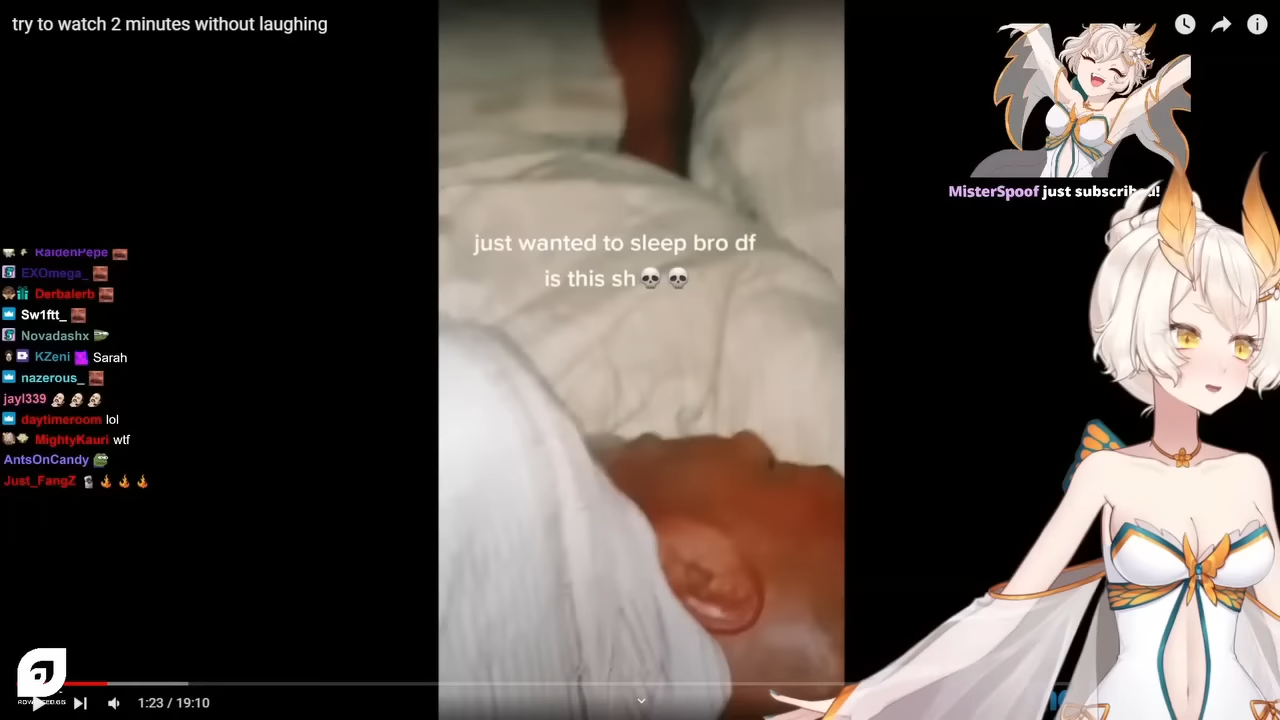 try to watch 2 minutes without laughing
MisterSpoof just subscribed!
just wanted to sleep bro df
is this sh💀💀
RaidenPepe
EXOmega_
Derbalerb
Sw1ftt_
Novadashx
KZeni Sarah
nazerous_
jayl339
daytimeroom lol
MightyKauri wtf
AntsOnCandy
Just_FangZ 🔥 🔥 🔥
1:23 / 19:10